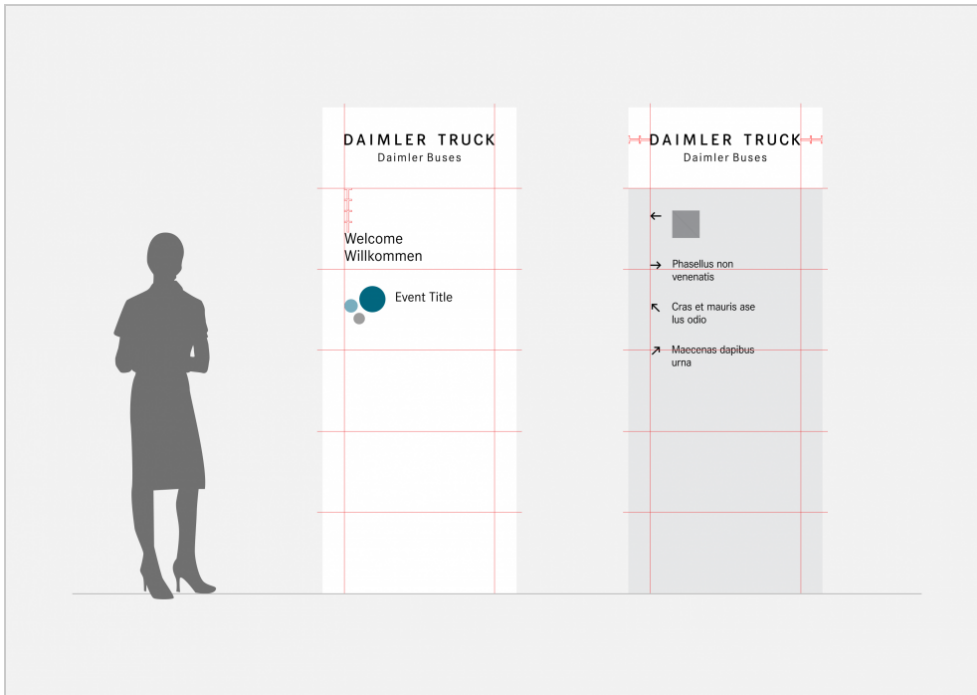 DAIMLER TRUCK
Daimler Buses
Welcome
Willkommen
Event Title
DAIMLER TRUCK
Daimler Buses
Phasellus non
venenatis
Cras et mauris ase
lus odio
Maecenas dapibus
urna